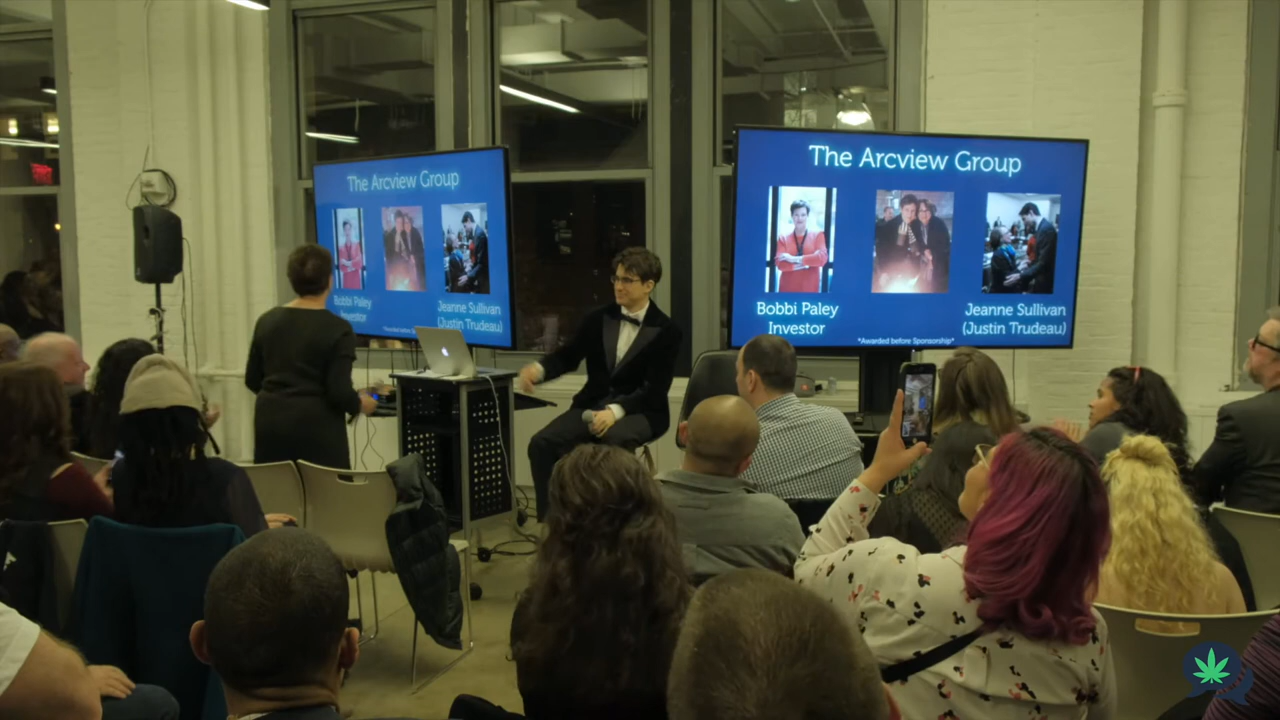 The Arcview Group
Bobbi Paley
Investor
Jeanne Sullivan
(Justin Trudeau)
The Arcview Group
Bobbi Paley
Investor
Jeanne Sullivan
(Justin Trudeau)
*Awarded before Sponsorship*